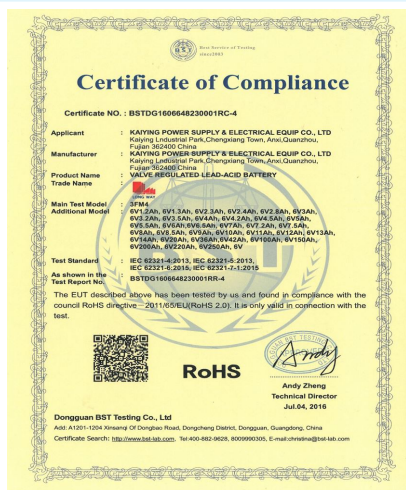 BST
Best Service of Testing
since2003
Certificate of Compliance
Certificate NO. : BSTDG1606648230001RC-4
Applicant : KAIYING POWER SUPPLY & ELECTRICAL EQUIP CO., LTD
Kaiying Lndustrial Park,Chengxiang Town, Anxi,Quanzhou,
Fujian 362400 China
Manufacturer : KAIYING POWER SUPPLY & ELECTRICAL EQUIP CO., LTD
Kaiying Lndustrial Park,Chengxiang Town, Anxi,Quanzhou,
Fujian 362400 China
Product Name : VALVE REGULATED LEAD-ACID BATTERY
Trade Name :
LONG WAY
Main Test Model : 3FM4
Additional Model : 6V1.2Ah, 6V1.3Ah, 6V2.3Ah, 6V2.4Ah, 6V2.8Ah, 6V3Ah,
6V3.2Ah, 6V3.5Ah, 6V4Ah, 6V4.2Ah, 6V4.5Ah, 6V5Ah,
6V5.5Ah, 6V6Ah, 6V6.5Ah, 6V7Ah, 6V7.2Ah, 6V7.5Ah,
6V8Ah, 6V8.5Ah, 6V9Ah, 6V10Ah, 6V11Ah, 6V12Ah, 6V13Ah,
6V14Ah, 6V20Ah, 6V36Ah,6V42Ah, 6V100Ah, 6V150Ah,
6V200Ah, 6V220Ah, 6V250Ah, 6V
Test Standard : IEC 62321-4:2013, IEC 62321-5:2013,
IEC 62321-6:2015, IEC 62321-7-1:2015
As shown in the
Test Report No. : BSTDG1606648230001RR-4
The EUT described above has been tested by us and found in compliance with the
council RoHS directive – 2011/65/EU(RoHS 2.0). It is only valid in connection with the
test.
RoHS
Andy
Andy Zheng
Technical Director
Jul.04, 2016
Dongguan BST Testing Co., Ltd
Add: A1201-1204 Xinsanqi Of Dongbao Road, Dongcheng District, Dongguan, Guangdong, China
Certificate Search: http://www.bst-lab.com, Tel:400-882-9628, 8009990305, E-mail:christina@bst-lab.com